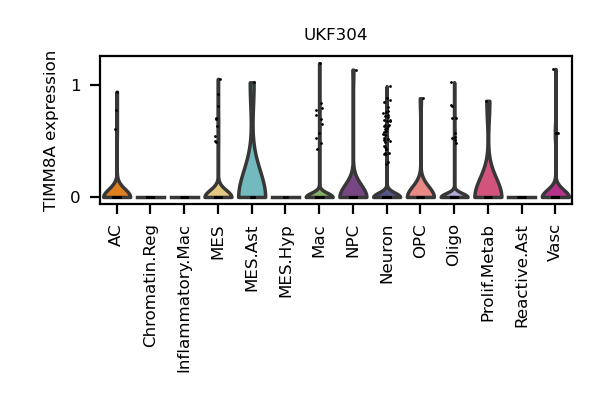 UKF304
TIMM8A expression
1
0
AC
Chromatin.Reg
Inflammatory.Mac
MES
MES.Ast
MES.Hyp
Mac
NPC
Neuron
OPC
Oligo
Prolif.Metab
Reactive.Ast
Vasc